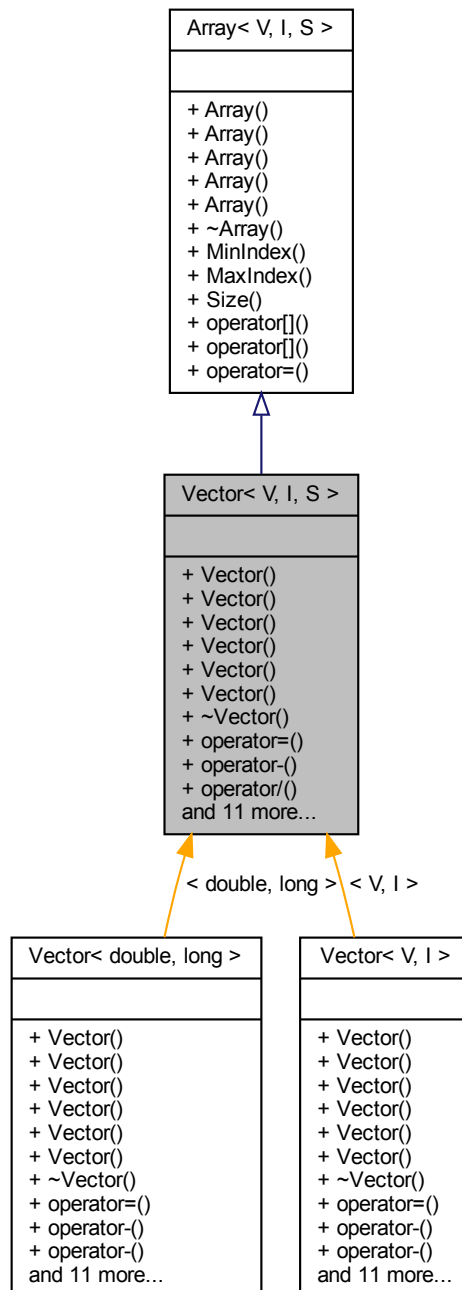 Array< V, I, S >
+ Array()
+ Array()
+ Array()
+ Array()
+ Array()
+ ~Array()
+ MinIndex()
+ MaxIndex()
+ Size()
+ operator[]()
+ operator[]()
+ operator=()
Vector< V, I, S >
+ Vector()
+ Vector()
+ Vector()
+ Vector()
+ Vector()
+ Vector()
+ ~Vector()
+ operator=()
+ operator-()
+ operator/()
and 11 more...
< double, long >
< V, I >
Vector< double, long >
+ Vector()
+ Vector()
+ Vector()
+ Vector()
+ Vector()
+ Vector()
+ ~Vector()
+ operator=()
+ operator-()
+ operator-()
and 11 more...
Vector< V, I >
+ Vector()
+ Vector()
+ Vector()
+ Vector()
+ Vector()
+ Vector()
+ ~Vector()
+ operator=()
+ operator-()
+ operator-()
and 11 more...